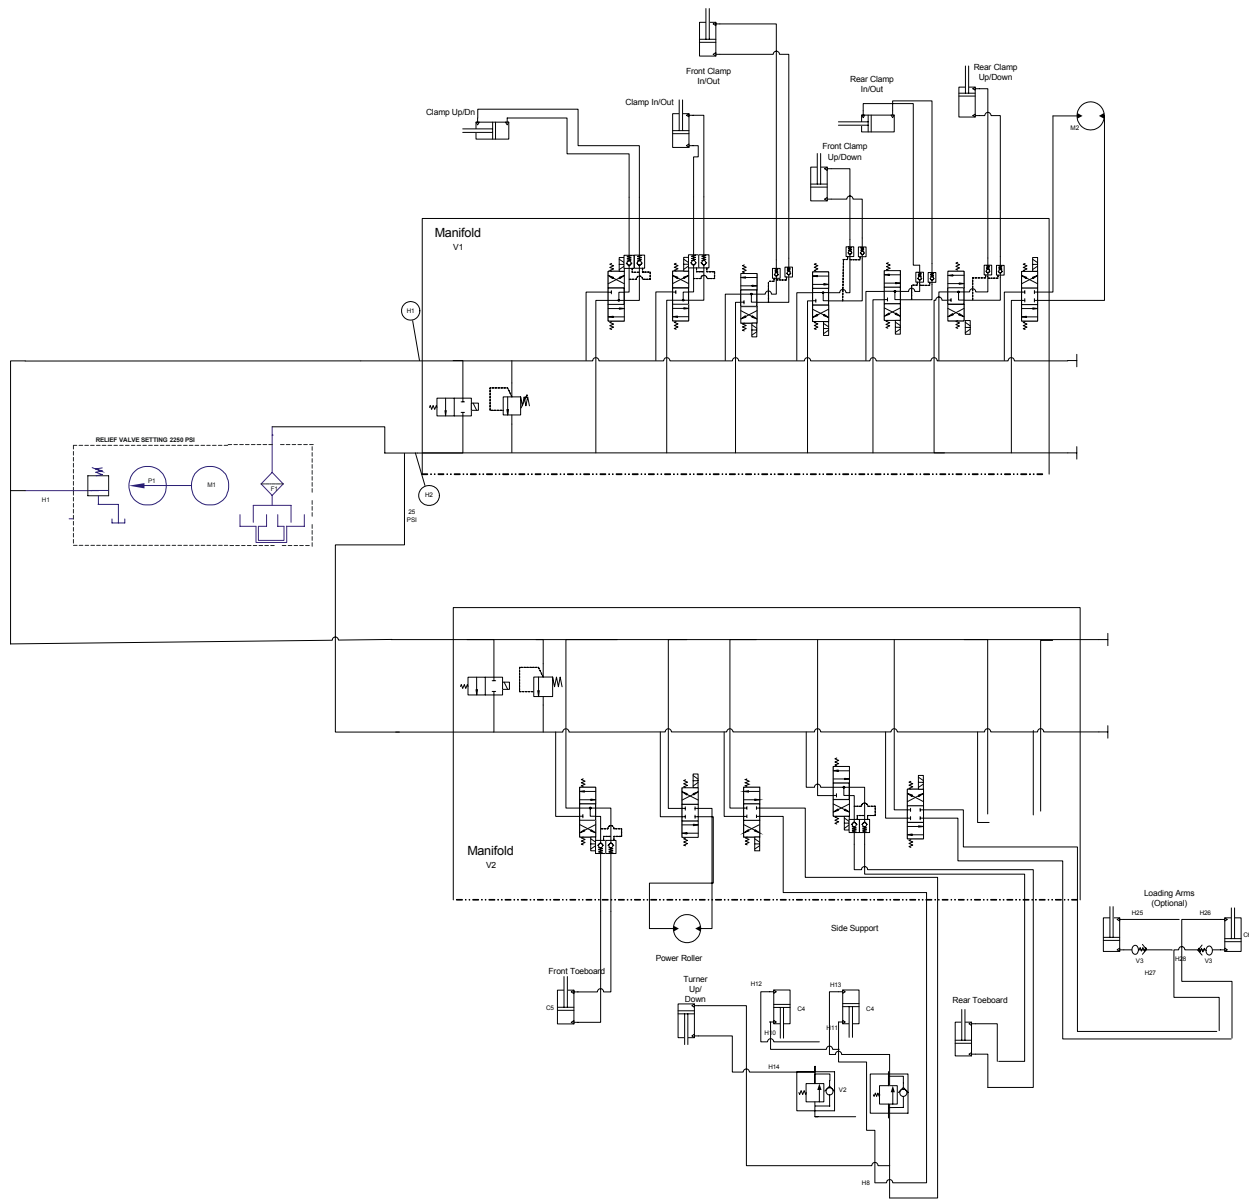 Front Clamp
In/Out
Rear Clamp
Up/Down
Rear Clamp
In/Out
Clamp In/Out
Clamp Up/Dn
M2
Front Clamp
Up/Down
Manifold
V1
H1
RELIEF VALVE SETTING 2250 PSI
P1
M1
F1
H1
H2
25
PSI
Manifold
V2
Loading Arms
(Optional)
H25
H26
V3
H28
V3
H27
Side Support
Power Roller
Front Toeboard
C5
Turner
Up/
Down
H12
H13
C4
C4
H10
H11
Rear Toeboard
H14
V2
H8